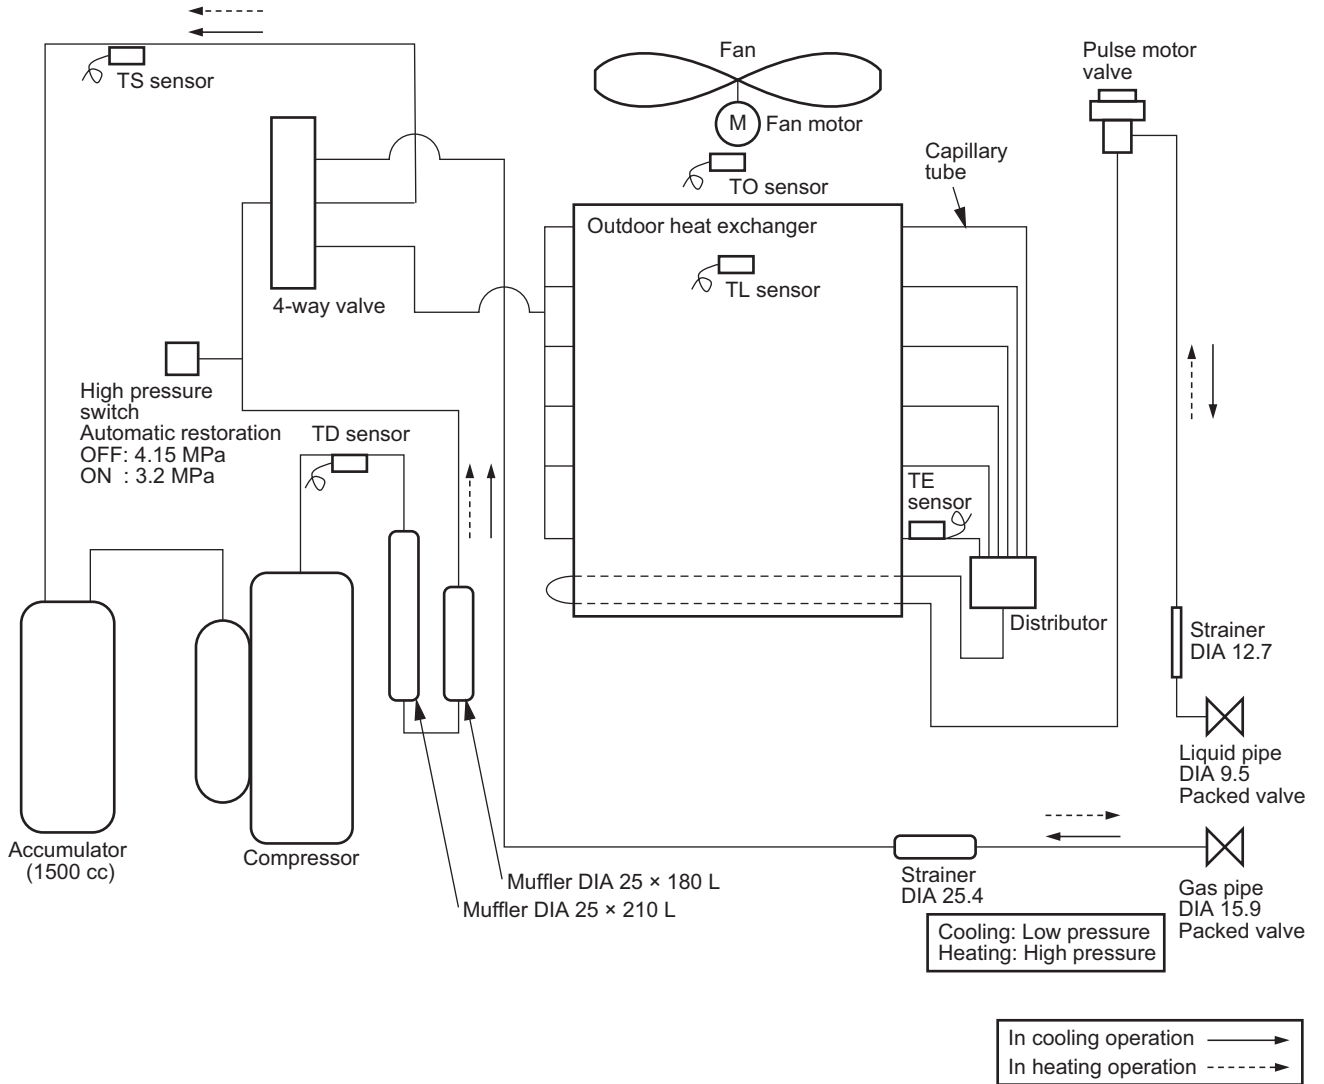 Fan
Pulse motor
valve
TS sensor
M
Fan motor
Capillary
tube
TO sensor
Outdoor heat exchanger
TL sensor
4-way valve
High pressure
switch
Automatic restoration
OFF: 4.15 MPa
ON : 3.2 MPa
TD sensor
TE
sensor
Distributor
Strainer
DIA 12.7
Liquid pipe
DIA 9.5
Packed valve
Accumulator
(1500 cc)
Compressor
Muffler DIA 25 × 180 L
Muffler DIA 25 × 210 L
Strainer
DIA 25.4
Gas pipe
DIA 15.9
Packed valve
Cooling: Low pressure
Heating: High pressure
In cooling operation
In heating operation